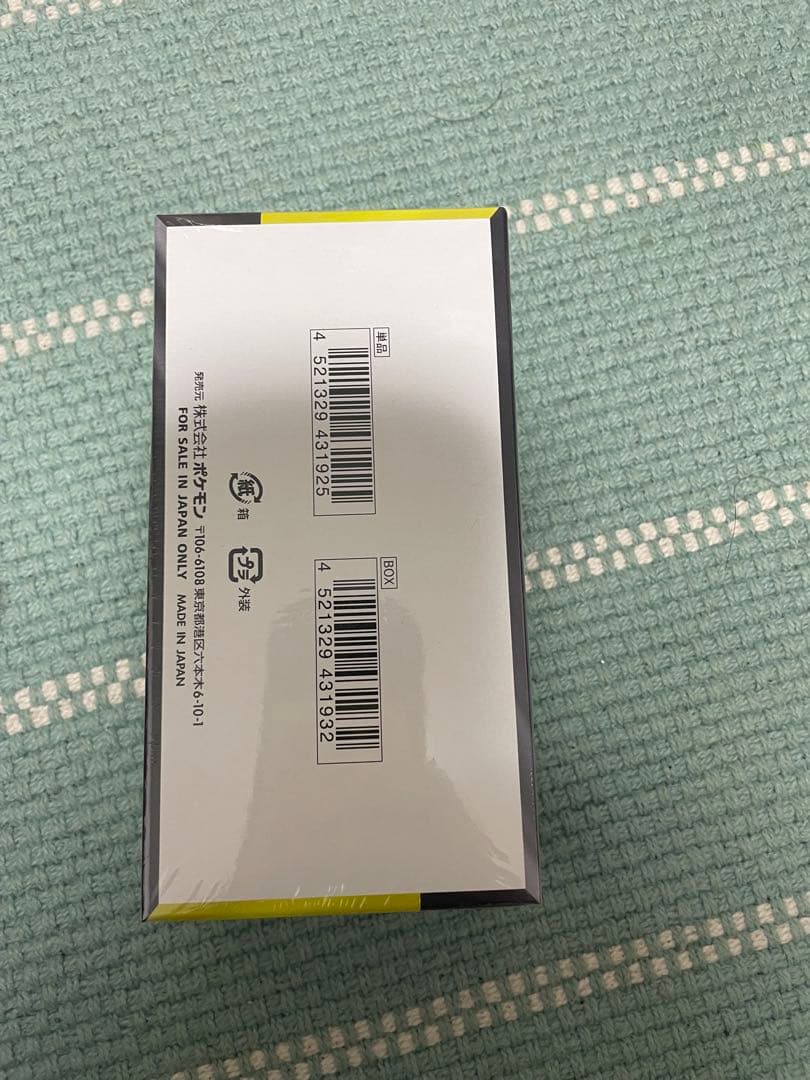 単品
4 521329 431925
BOX
4 521329 431932
紙 箱
プラ 外装
発売元 株式会社 ポケモン 〒106-6108 東京都港区六本木6-10-1
FOR SALE IN JAPAN ONLY MADE IN JAPAN